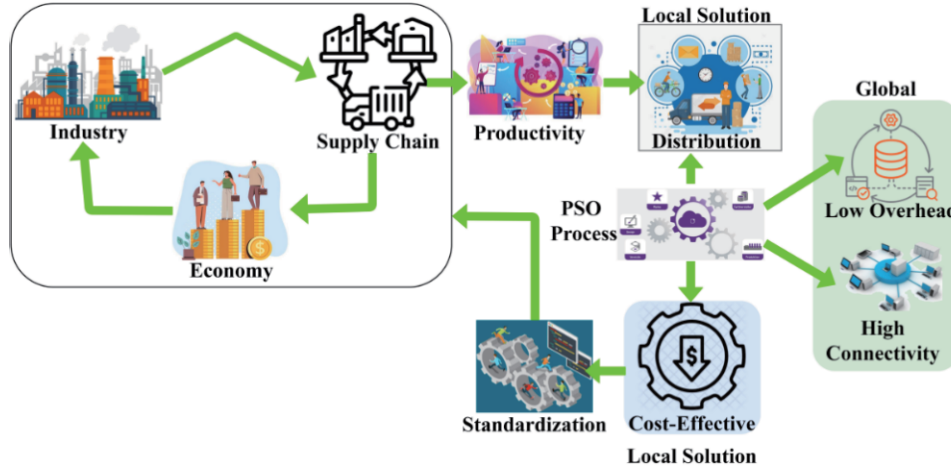 Local Solution
Industry
Supply Chain
Productivity
Distribution
Global
Economy
PSO
Process
Low Overhead
High
Connectivity
Standardization
Cost-Effective
Local Solution